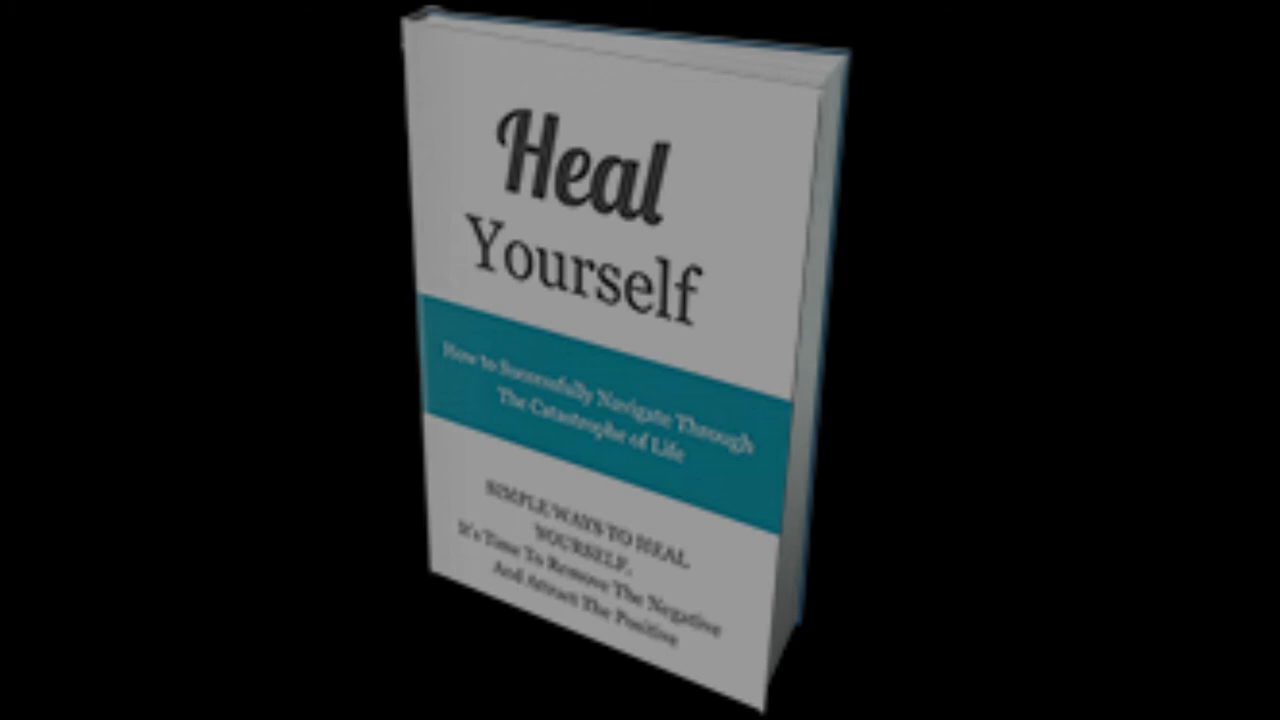 Heal
Yourself
How to Successfully Navigate Through
The Catastrophe of Life
SIMPLE WAYS TO HEAL
YOURSELF,
It's Time To Remove The Negative
And Attract The Positive